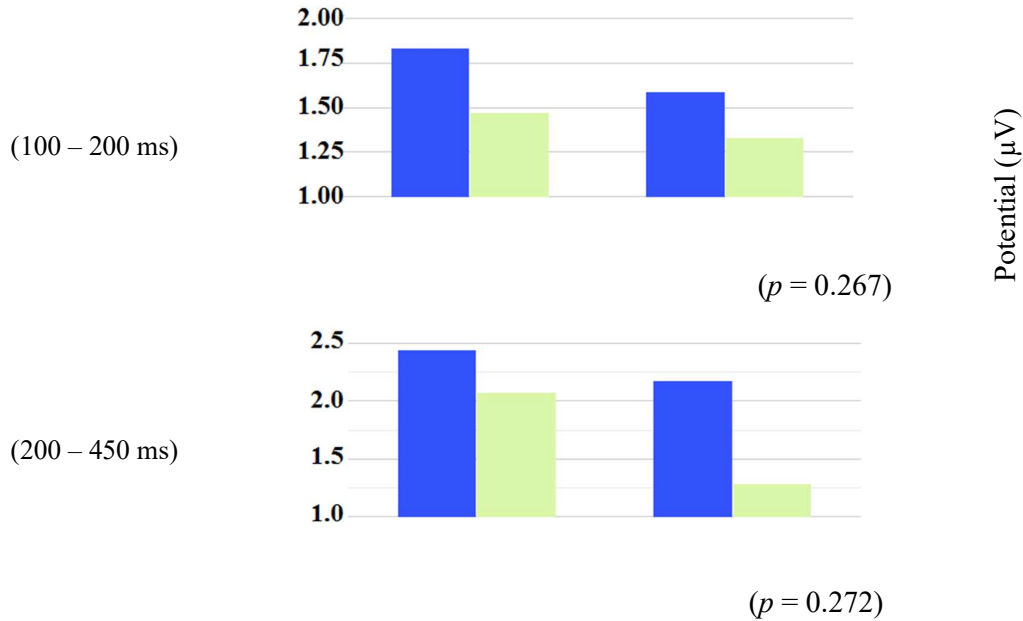 2.00
1.75
1.50
1.25
1.00
(100 – 200 ms)
Potential (µV)
(p = 0.267)
2.5
2.0
1.5
1.0
(200 – 450 ms)
(p = 0.272)